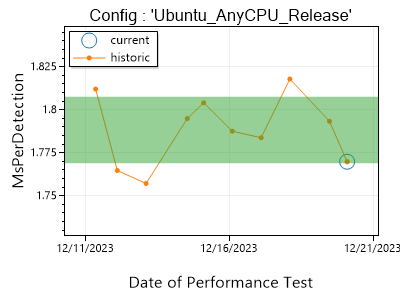 Config : 'Ubuntu_AnyCPU_Release'
current
historic
1.825
1.8
1.775
1.75
MsPerDetection
12/11/2023
12/16/2023
12/21/2023
Date of Performance Test